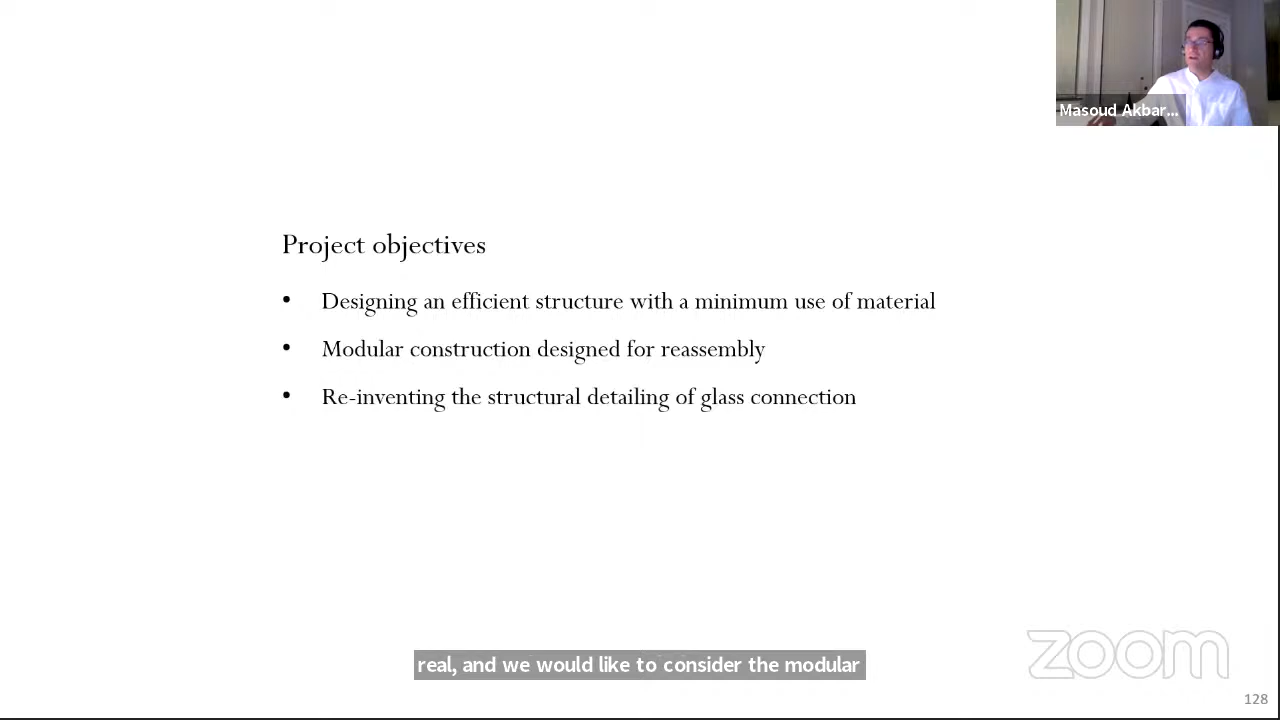 Masoud Akbar...
Project objectives
• Designing an efficient structure with a minimum use of material
• Modular construction designed for reassembly
• Re-inventing the structural detailing of glass connection
real, and we would like to consider the modular
zoom
128